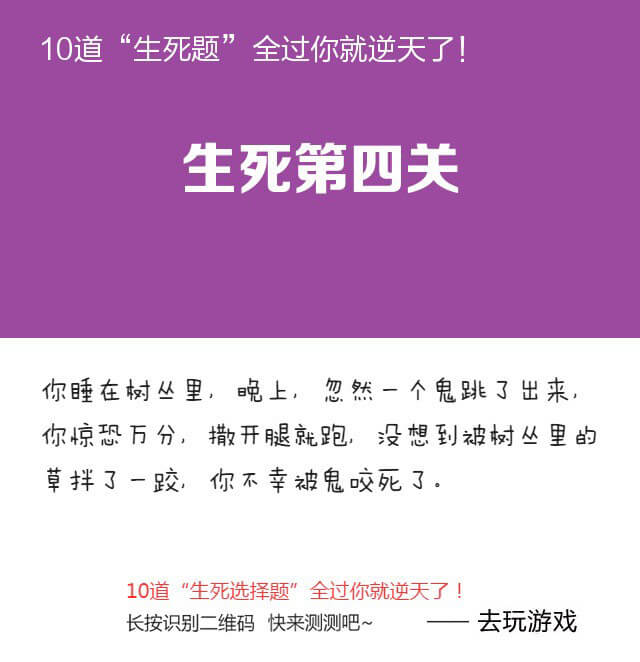 10道“生死题”全过你就逆天了！
生死第四关
你睡在树丛里，晚上，忽然一个鬼跳了出来，
你惊恐万分，撒开腿就跑，没想到被树丛里的
草拌了一跤，你不幸被鬼咬死了。
10道“生死选择题”全过你就逆天了！
长按识别二维码 快来测测吧~ —— 去玩游戏